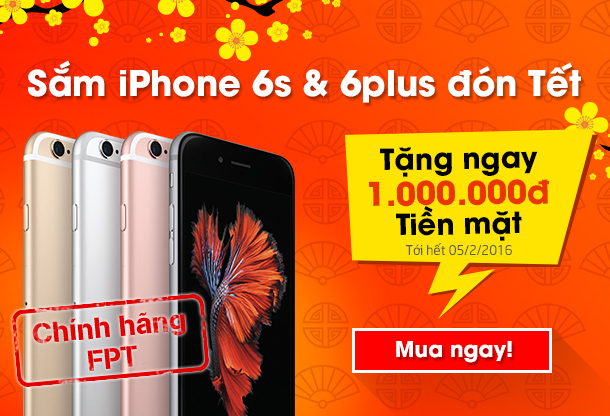 Sắm iPhone 6s & 6plus đón Tết
Tặng ngay
1.000.000đ
Tiền mặt
Tới hết 05/2/2016
Chính hãng
FPT
Mua ngay!